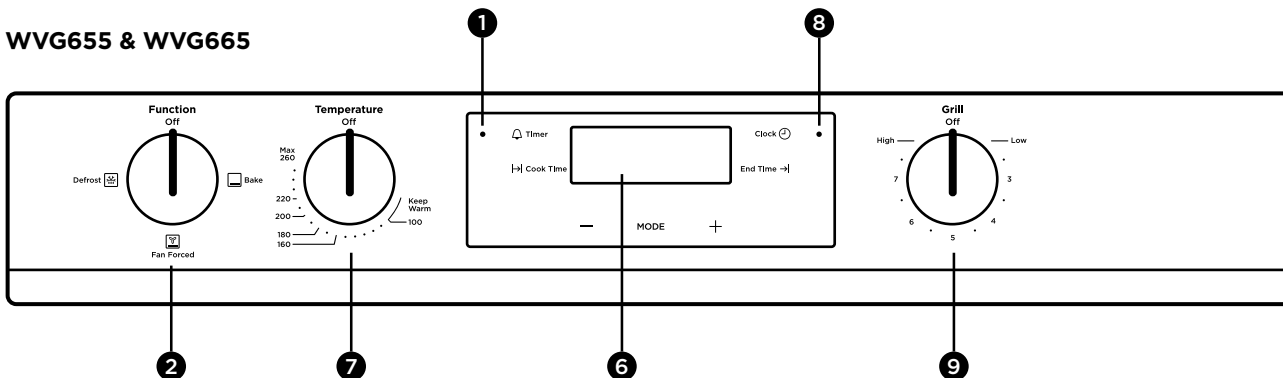 WVG655 & WVG665
1
8
Function
Off
Defrost
Bake
Fan Forced
Temperature
Off
Max
260
220
200
180
160
Keep
Warm
100
Timer
Clock
Cook Time
End Time
− MODE +
Grill
Off
High
Low
7
3
6
4
5
2
7
6
9